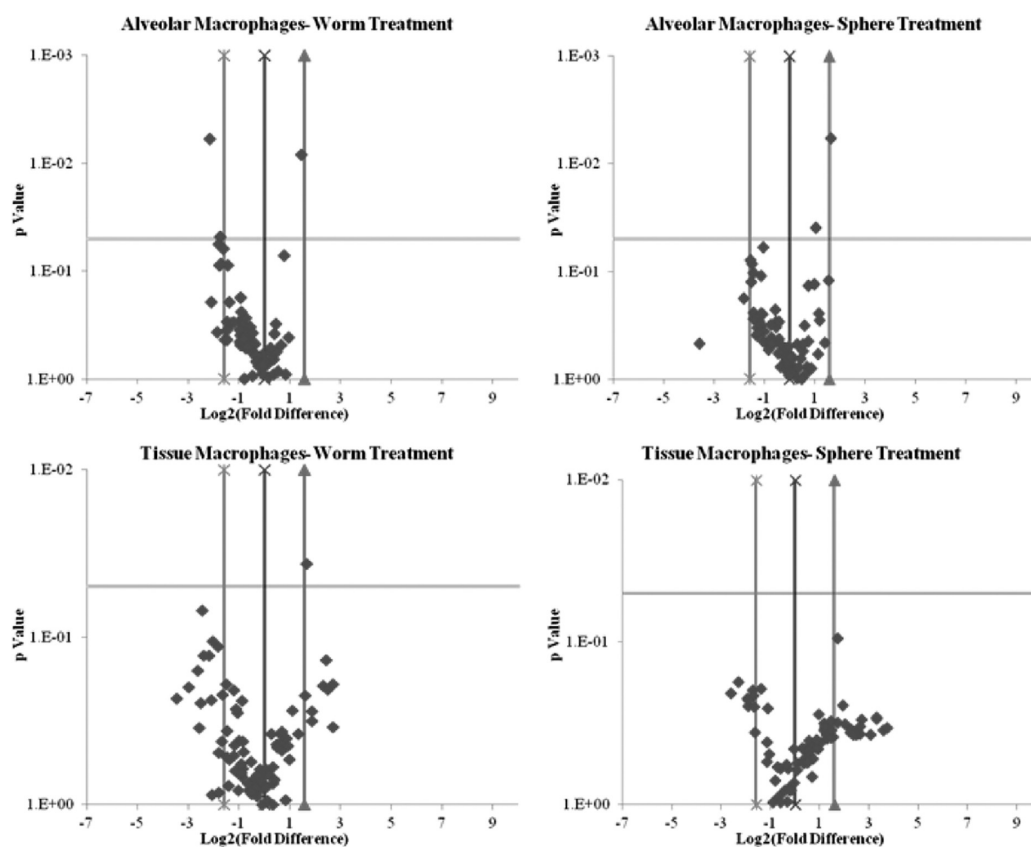 Alveolar Macrophages- Worm Treatment
1.E-03
1.E-02
1.E-01
1.E+00
p Value
-7 -5 -3 -1 1 3 5 7 9
Log2(Fold Difference)
Alveolar Macrophages- Sphere Treatment
1.E-03
1.E-02
1.E-01
1.E+00
p Value
-7 -5 -3 -1 1 3 5 7 9
Log2(Fold Difference)
Tissue Macrophages- Worm Treatment
1.E-02
1.E-01
1.E+00
p Value
-7 -5 -3 -1 1 3 5 7 9
Log2(Fold Difference)
Tissue Macrophages- Sphere Treatment
1.E-02
1.E-01
1.E+00
p Value
-7 -5 -3 -1 1 3 5 7 9
Log2(Fold Difference)